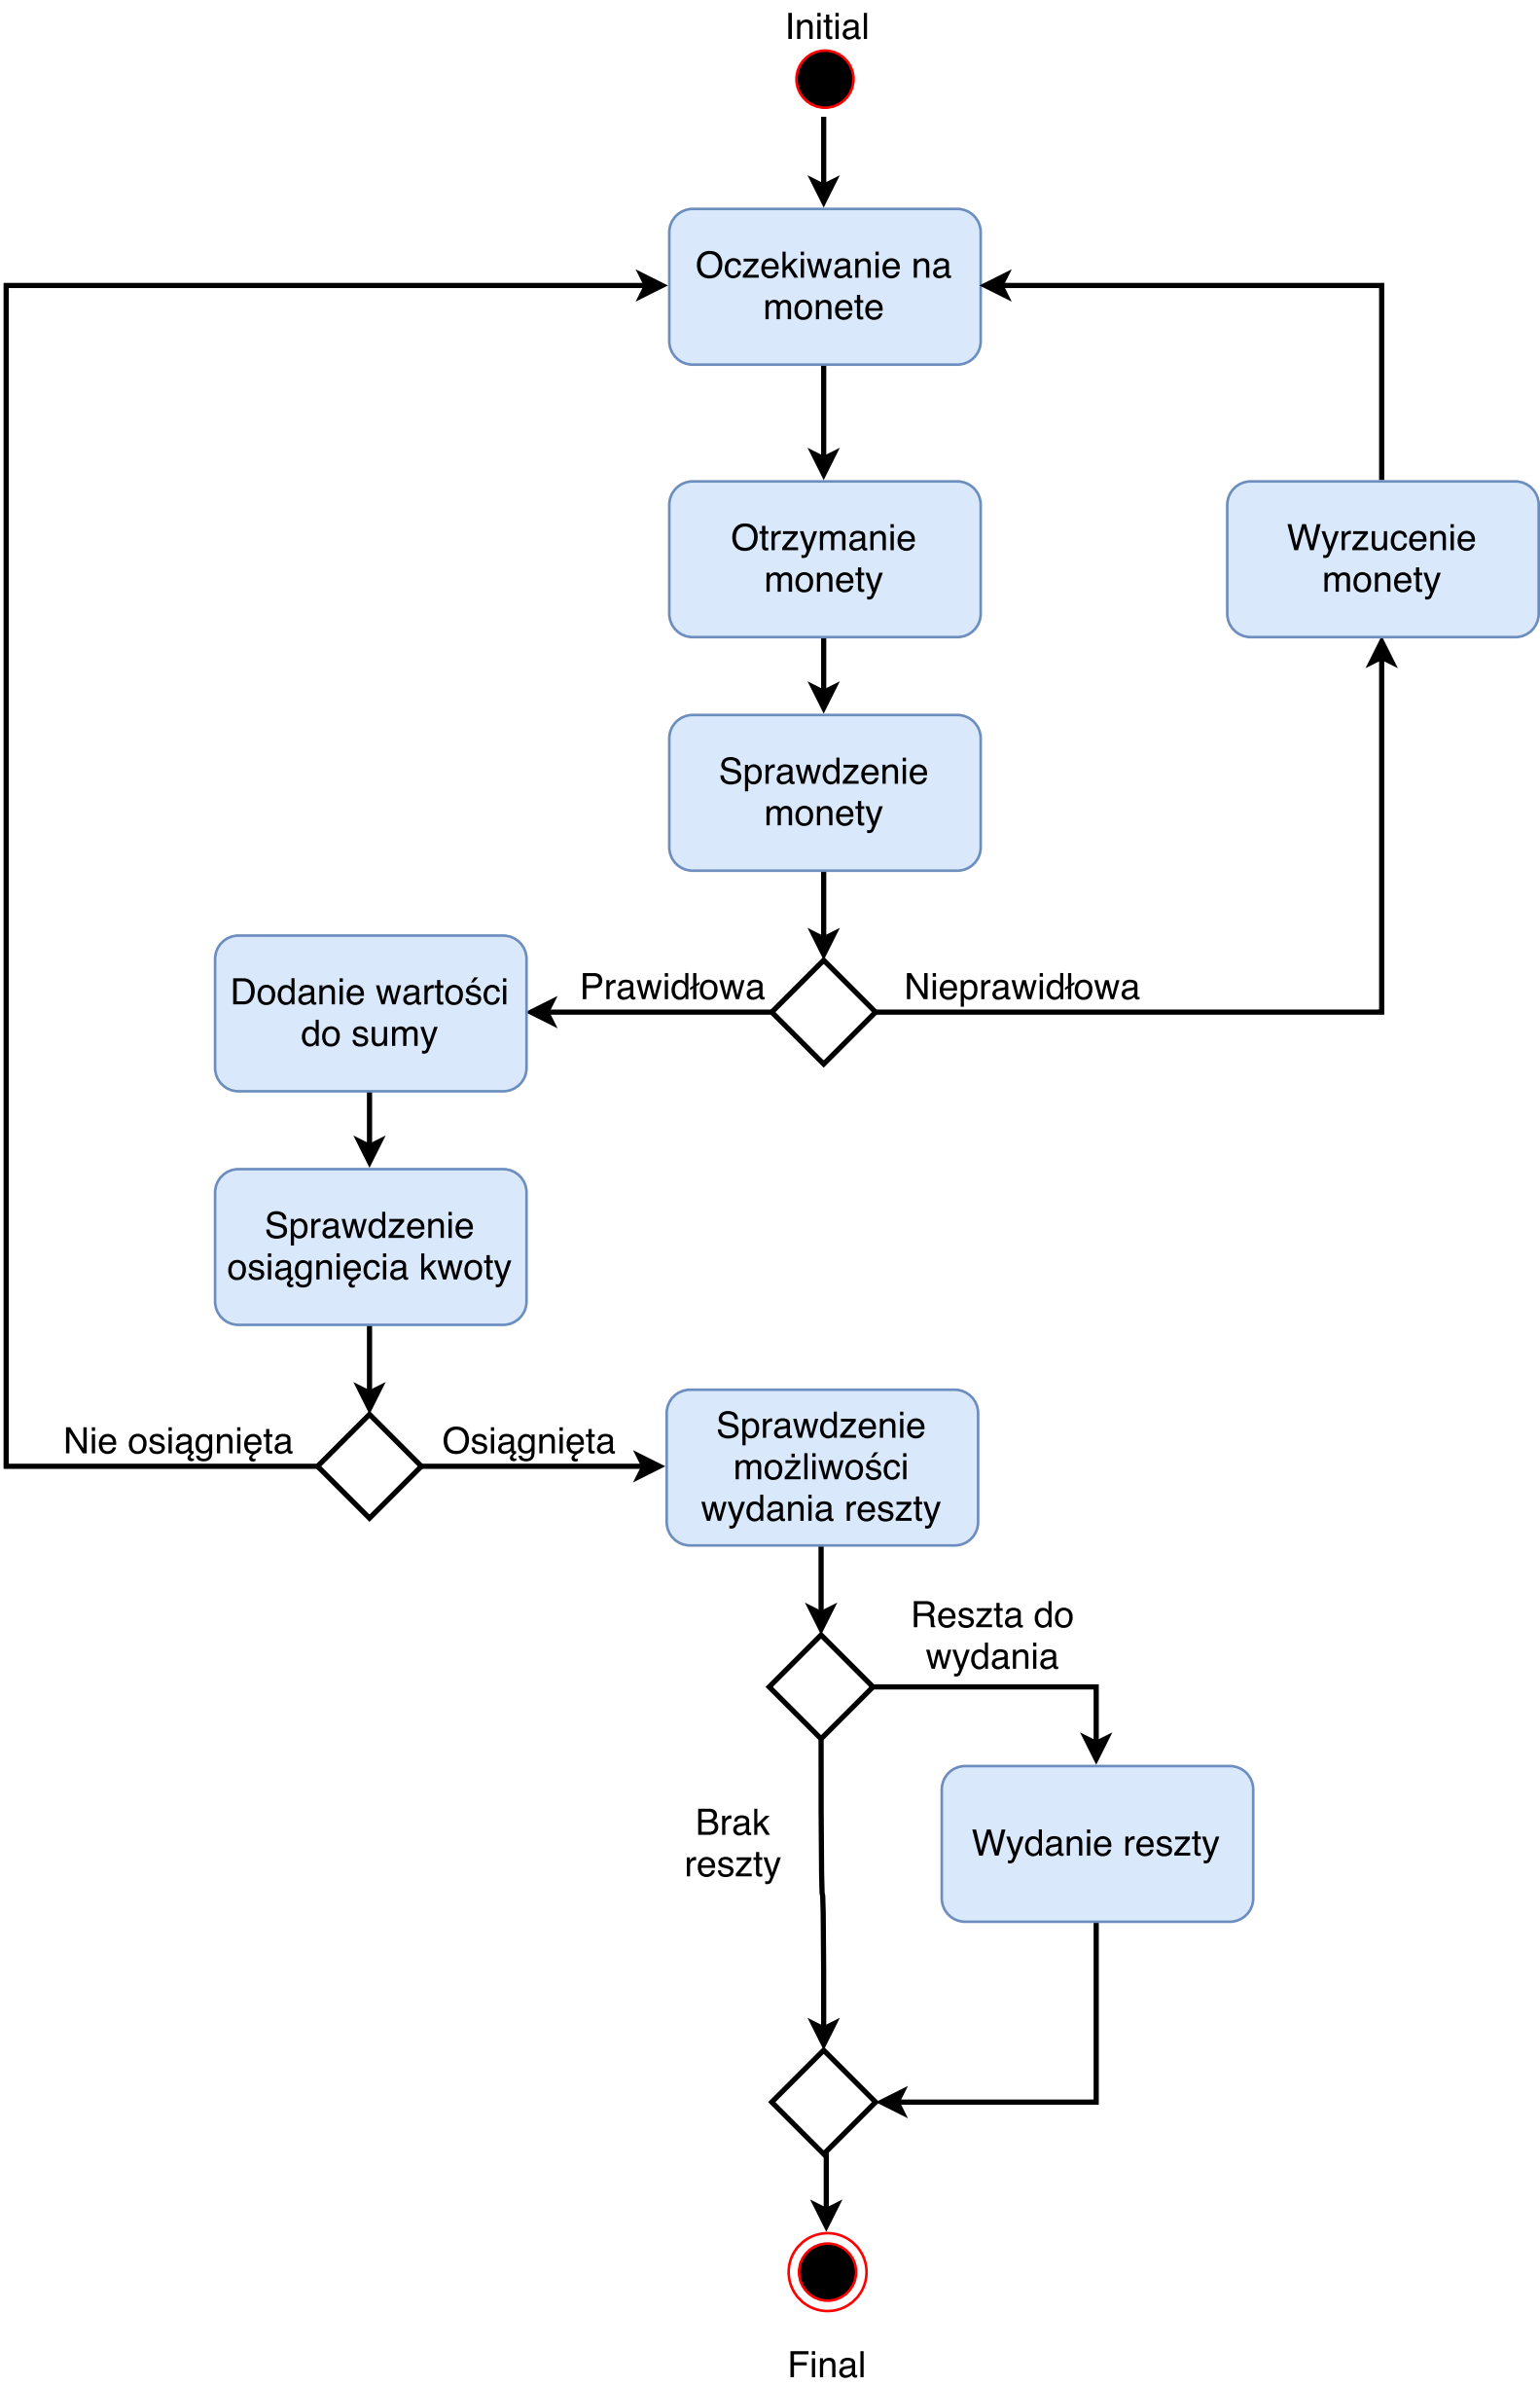 Initial
Oczekiwanie na
monete
Otrzymanie
monety
Wyrzucenie
monety
Sprawdzenie
monety
Prawidłowa
Nieprawidłowa
Dodanie wartości
do sumy
Sprawdzenie
osiągnięcia kwoty
Nie osiągnięta
Osiągnięta
Sprawdzenie
możliwości
wydania reszty
Reszta do
wydania
Brak
reszty
Wydanie reszty
Final